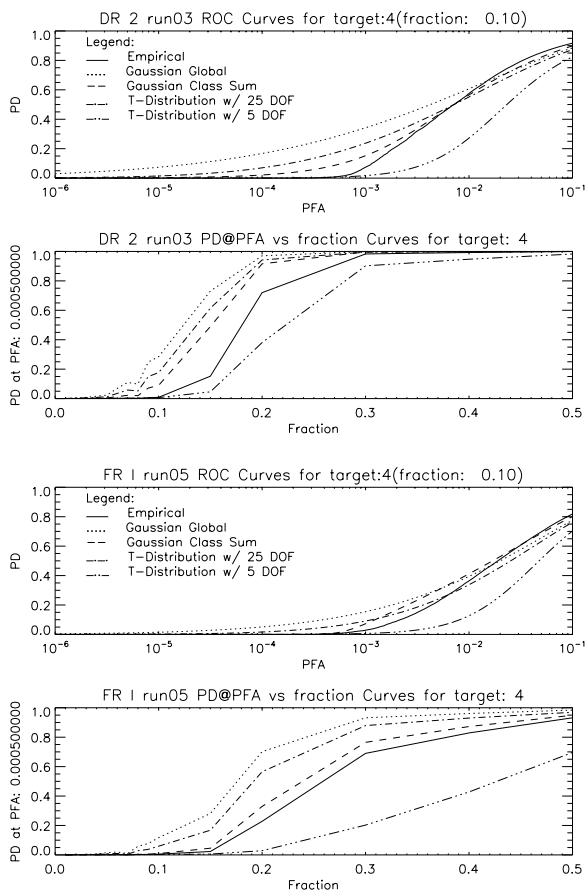 DR 2 run03 ROC Curves for target:4(fraction: 0.10)
Legend:
Empirical
Gaussian Global
Gaussian Class Sum
T-Distribution w/ 25 DOF
T-Distribution w/ 5 DOF
PD
1.0
0.8
0.6
0.4
0.2
0.0
10⁻⁶ 10⁻⁵ 10⁻⁴ 10⁻³ 10⁻² 10⁻¹
PFA
DR 2 run03 PD@PFA vs fraction Curves for target: 4
PD at PFA: 0.000500000
1.0
0.8
0.6
0.4
0.2
0.0
0.0 0.1 0.2 0.3 0.4 0.5
Fraction
FR I run05 ROC Curves for target:4(fraction: 0.10)
Legend:
Empirical
Gaussian Global
Gaussian Class Sum
T-Distribution w/ 25 DOF
T-Distribution w/ 5 DOF
PD
1.0
0.8
0.6
0.4
0.2
0.0
10⁻⁶ 10⁻⁵ 10⁻⁴ 10⁻³ 10⁻² 10⁻¹
PFA
FR I run05 PD@PFA vs fraction Curves for target: 4
PD at PFA: 0.000500000
1.0
0.8
0.6
0.4
0.2
0.0
0.0 0.1 0.2 0.3 0.4 0.5
Fraction